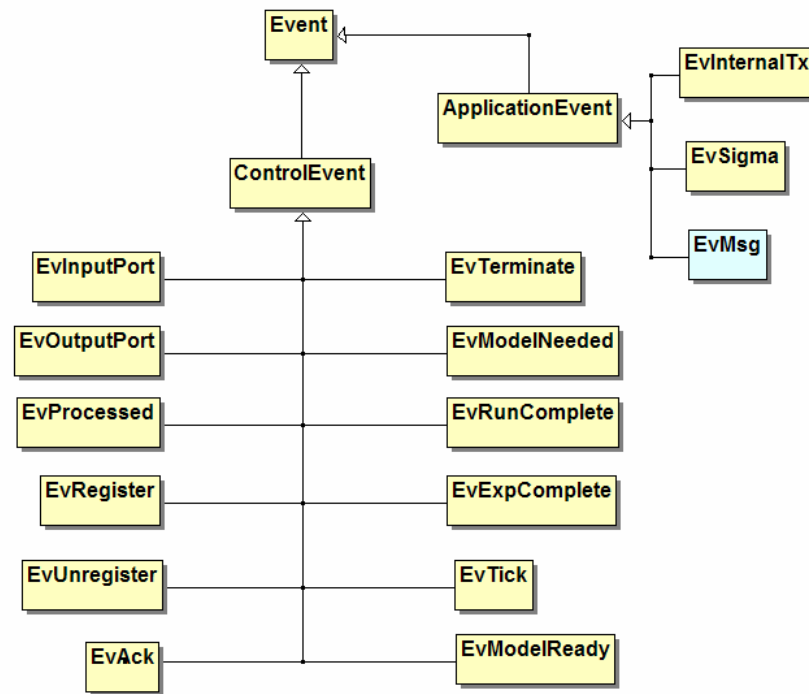 Event
EvInternalTx
ApplicationEvent
EvSigma
ControlEvent
EvMsg
EvInputPort
EvTerminate
EvOutputPort
EvModelNeeded
EvProcessed
EvRunComplete
EvRegister
EvExpComplete
EvUnregister
EvTick
EvAck
EvModelReady